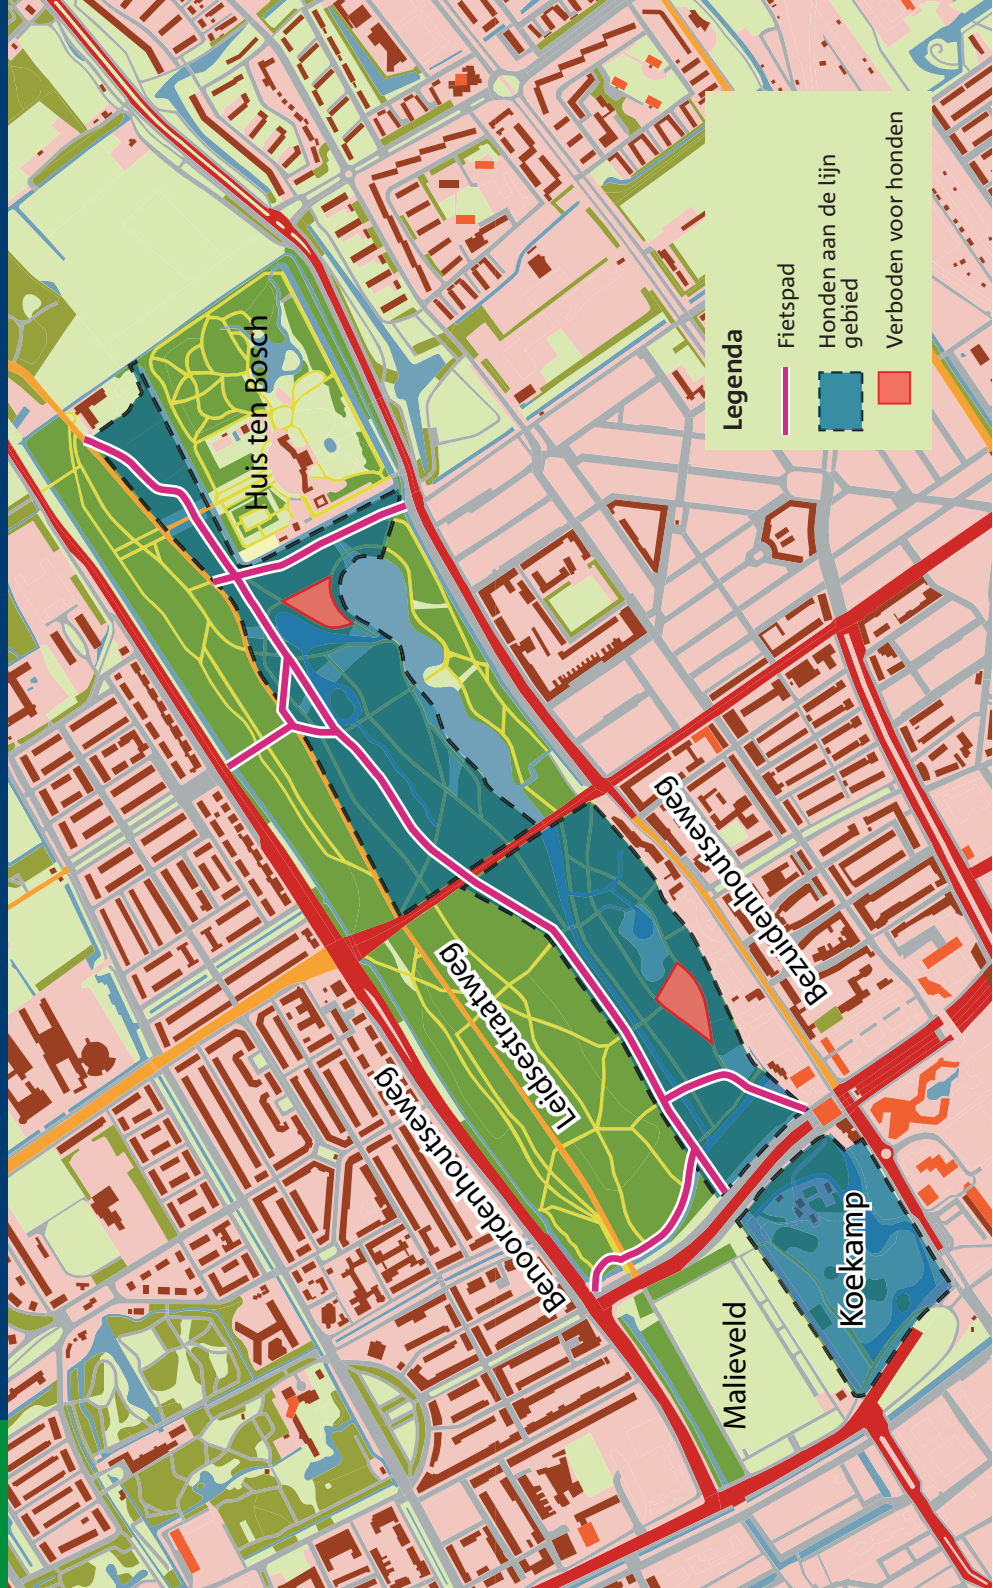 Huis ten Bosch
Bezuidenhoutseweg
Leidsestraatweg
Benoordenhoutseweg
Koekamp
Malieveld
Legenda
Fietspad
Honden aan de lijn
gebied
Verboden voor honden